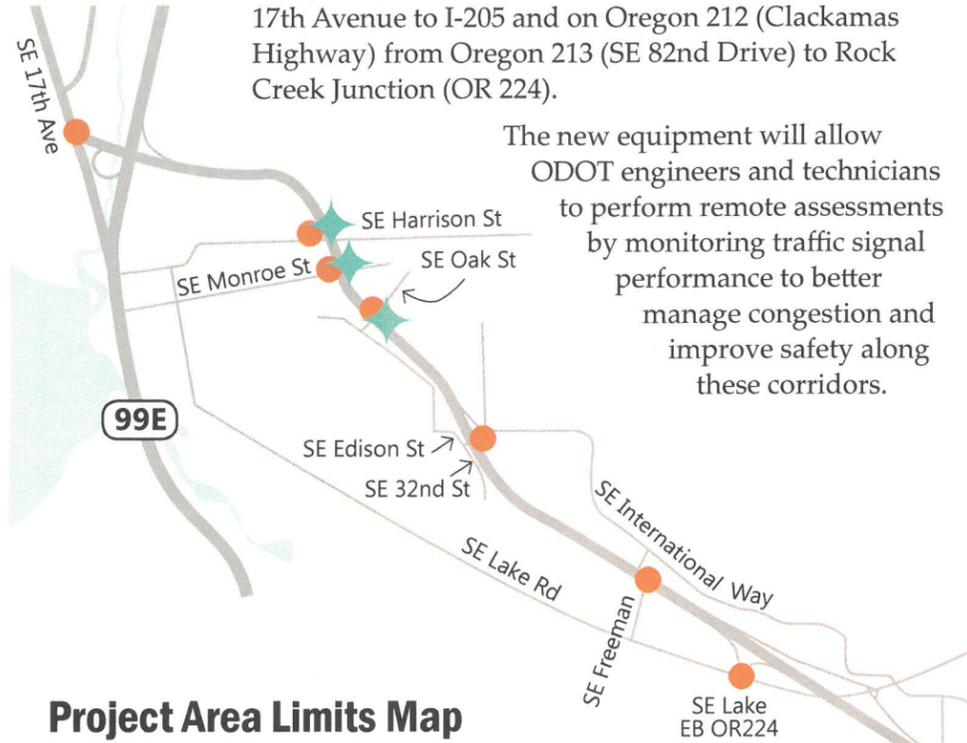 17th Avenue to I-205 and on Oregon 212 (Clackamas
Highway) from Oregon 213 (SE 82nd Drive) to Rock
Creek Junction (OR 224).
The new equipment will allow
ODOT engineers and technicians
to perform remote assessments
by monitoring traffic signal
performance to better
manage congestion and
improve safety along
these corridors.
SE 17th Ave
SE Harrison St
SE Monroe St
SE Oak St
99E
SE Edison St
SE 32nd St
SE International Way
SE Lake Rd
SE Freeman
SE Lake
EB OR224
Project Area Limits Map